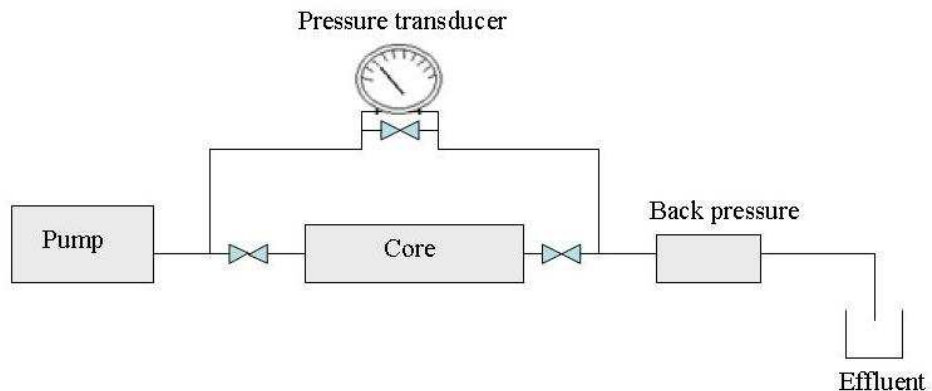 Pressure transducer
Pump
Core
Back pressure
Effluent